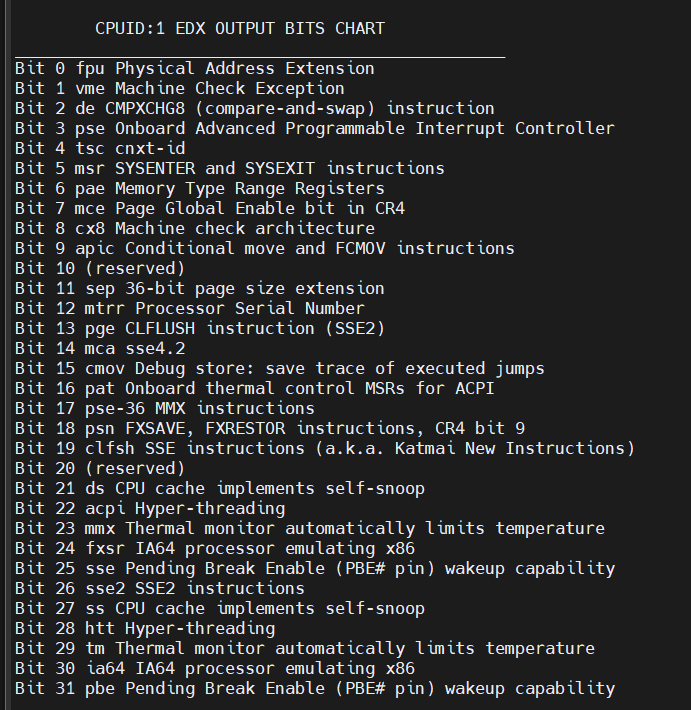 CPUID:1 EDX OUTPUT BITS CHART
Bit 0 fpu Physical Address Extension
Bit 1 vme Machine Check Exception
Bit 2 de CMPXCHG8 (compare-and-swap) instruction
Bit 3 pse Onboard Advanced Programmable Interrupt Controller
Bit 4 tsc cnxt-id
Bit 5 msr SYSENTER and SYSEXIT instructions
Bit 6 pae Memory Type Range Registers
Bit 7 mce Page Global Enable bit in CR4
Bit 8 cx8 Machine check architecture
Bit 9 apic Conditional move and FCMOV instructions
Bit 10 (reserved)
Bit 11 sep 36-bit page size extension
Bit 12 mtrr Processor Serial Number
Bit 13 pge CLFLUSH instruction (SSE2)
Bit 14 mca sse4.2
Bit 15 cmov Debug store: save trace of executed jumps
Bit 16 pat Onboard thermal control MSRs for ACPI
Bit 17 pse-36 MMX instructions
Bit 18 psn FXSAVE, FXRESTOR instructions, CR4 bit 9
Bit 19 clfsh SSE instructions (a.k.a. Katmai New Instructions)
Bit 20 (reserved)
Bit 21 ds CPU cache implements self-snoop
Bit 22 acpi Hyper-threading
Bit 23 mmx Thermal monitor automatically limits temperature
Bit 24 fxsr IA64 processor emulating x86
Bit 25 sse Pending Break Enable (PBE# pin) wakeup capability
Bit 26 sse2 SSE2 instructions
Bit 27 ss CPU cache implements self-snoop
Bit 28 htt Hyper-threading
Bit 29 tm Thermal monitor automatically limits temperature
Bit 30 ia64 IA64 processor emulating x86
Bit 31 pbe Pending Break Enable (PBE# pin) wakeup capability